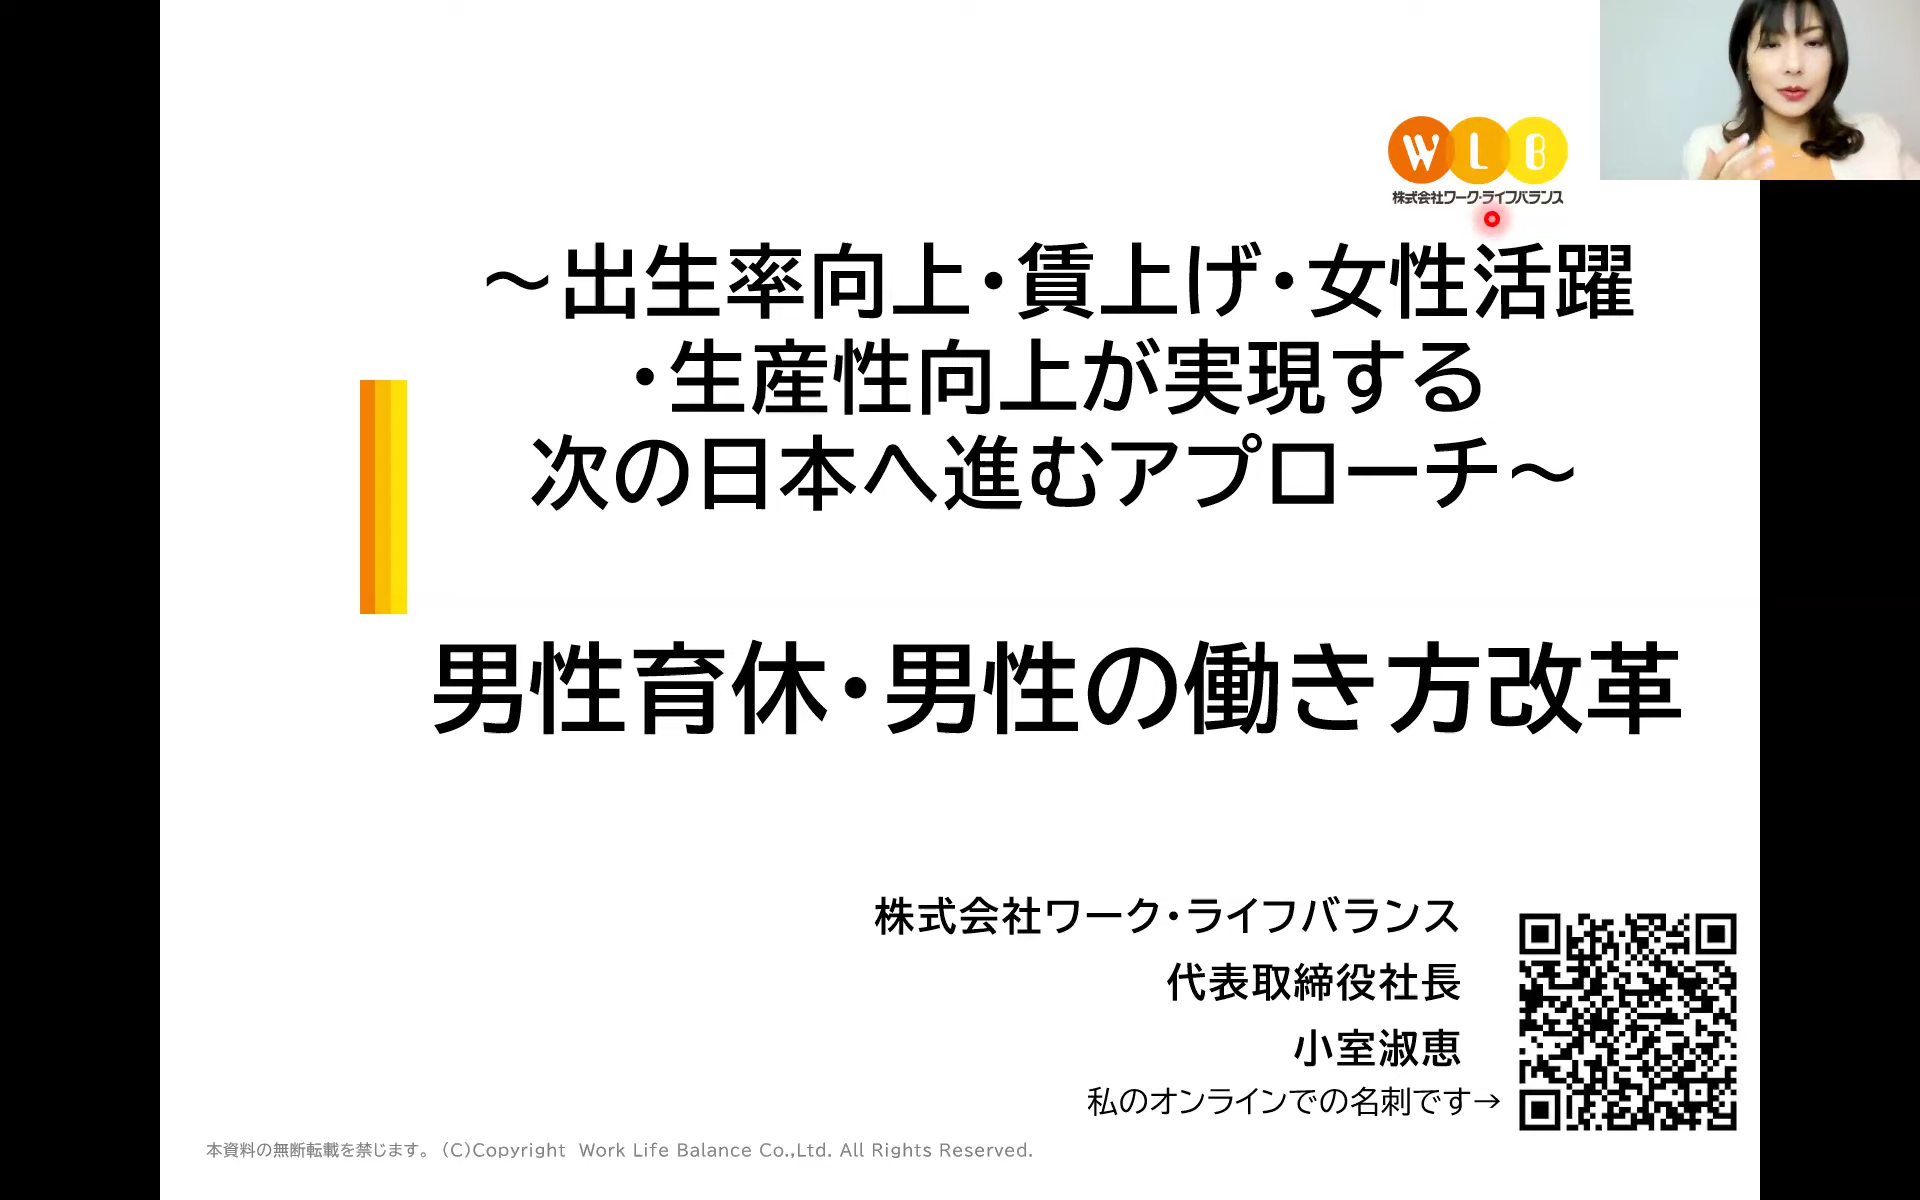 WLB
株式会社ワーク・ライフバランス
～出生率向上・賃上げ・女性活躍
・生産性向上が実現する
次の日本へ進むアプローチ～
男性育休・男性の働き方改革
株式会社ワーク・ライフバランス
代表取締役社長
小室淑恵
私のオンラインでの名刺です→
本資料の無断転載を禁じます。(C)Copyright Work Life Balance Co.,Ltd. All Rights Reserved.